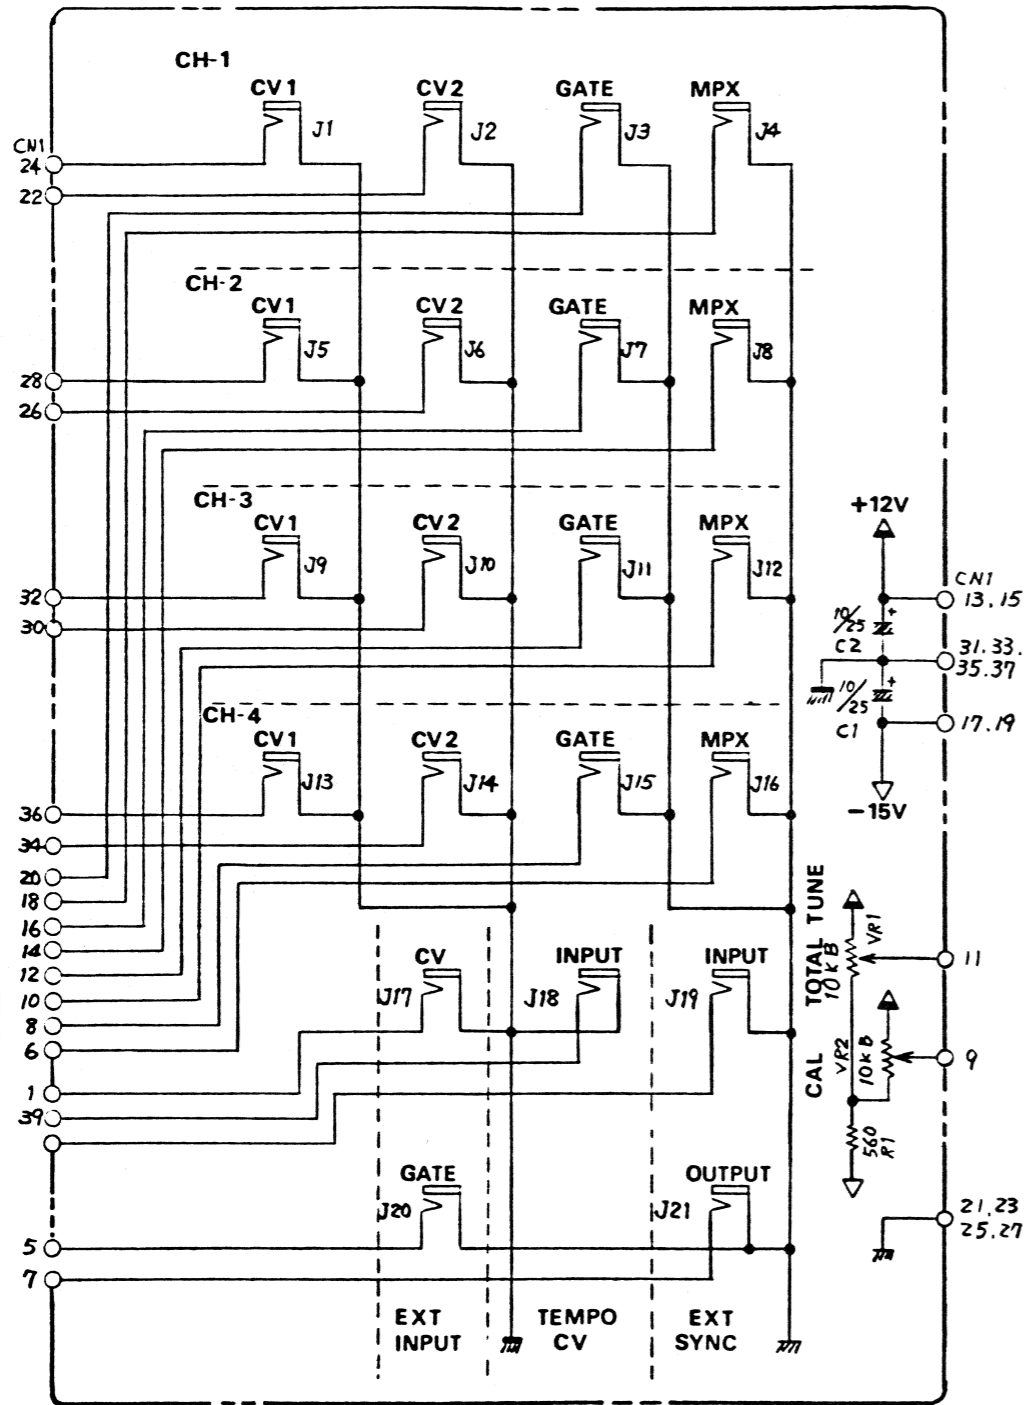 CH-1
CV1 CV2 GATE MPX
J1 J2 J3 J4
CN1
24
22
CH-2
CV1 CV2 GATE MPX
J5 J6 J7 J8
28
26
CH-3
CV1 CV2 GATE MPX
J9 J10 J11 J12
32
30
+12V
CN1
13.15
10/25
C2
31.33.
35.37
10/25
C1
17.19
-15V
CH-4
CV1 CV2 GATE MPX
J13 J14 J15 J16
36
34
20
18
16
14
12
10
8
6
1
39
CV INPUT INPUT
J17 J18 J19
TOTAL TUNE
10KB
VR1
11
CAL
VR2
10KB
9
560
R1
GATE OUTPUT
J20 J21
5
7
21.23
25.27
EXT
INPUT
TEMPO
CV
EXT
SYNC